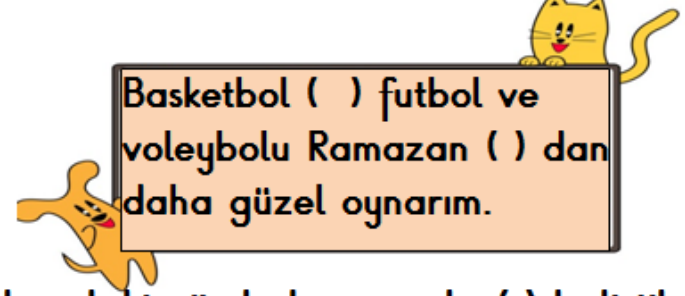 Basketbol (  ) futbol ve
voleybolu Ramazan ( ) dan
daha güzel oynarım.